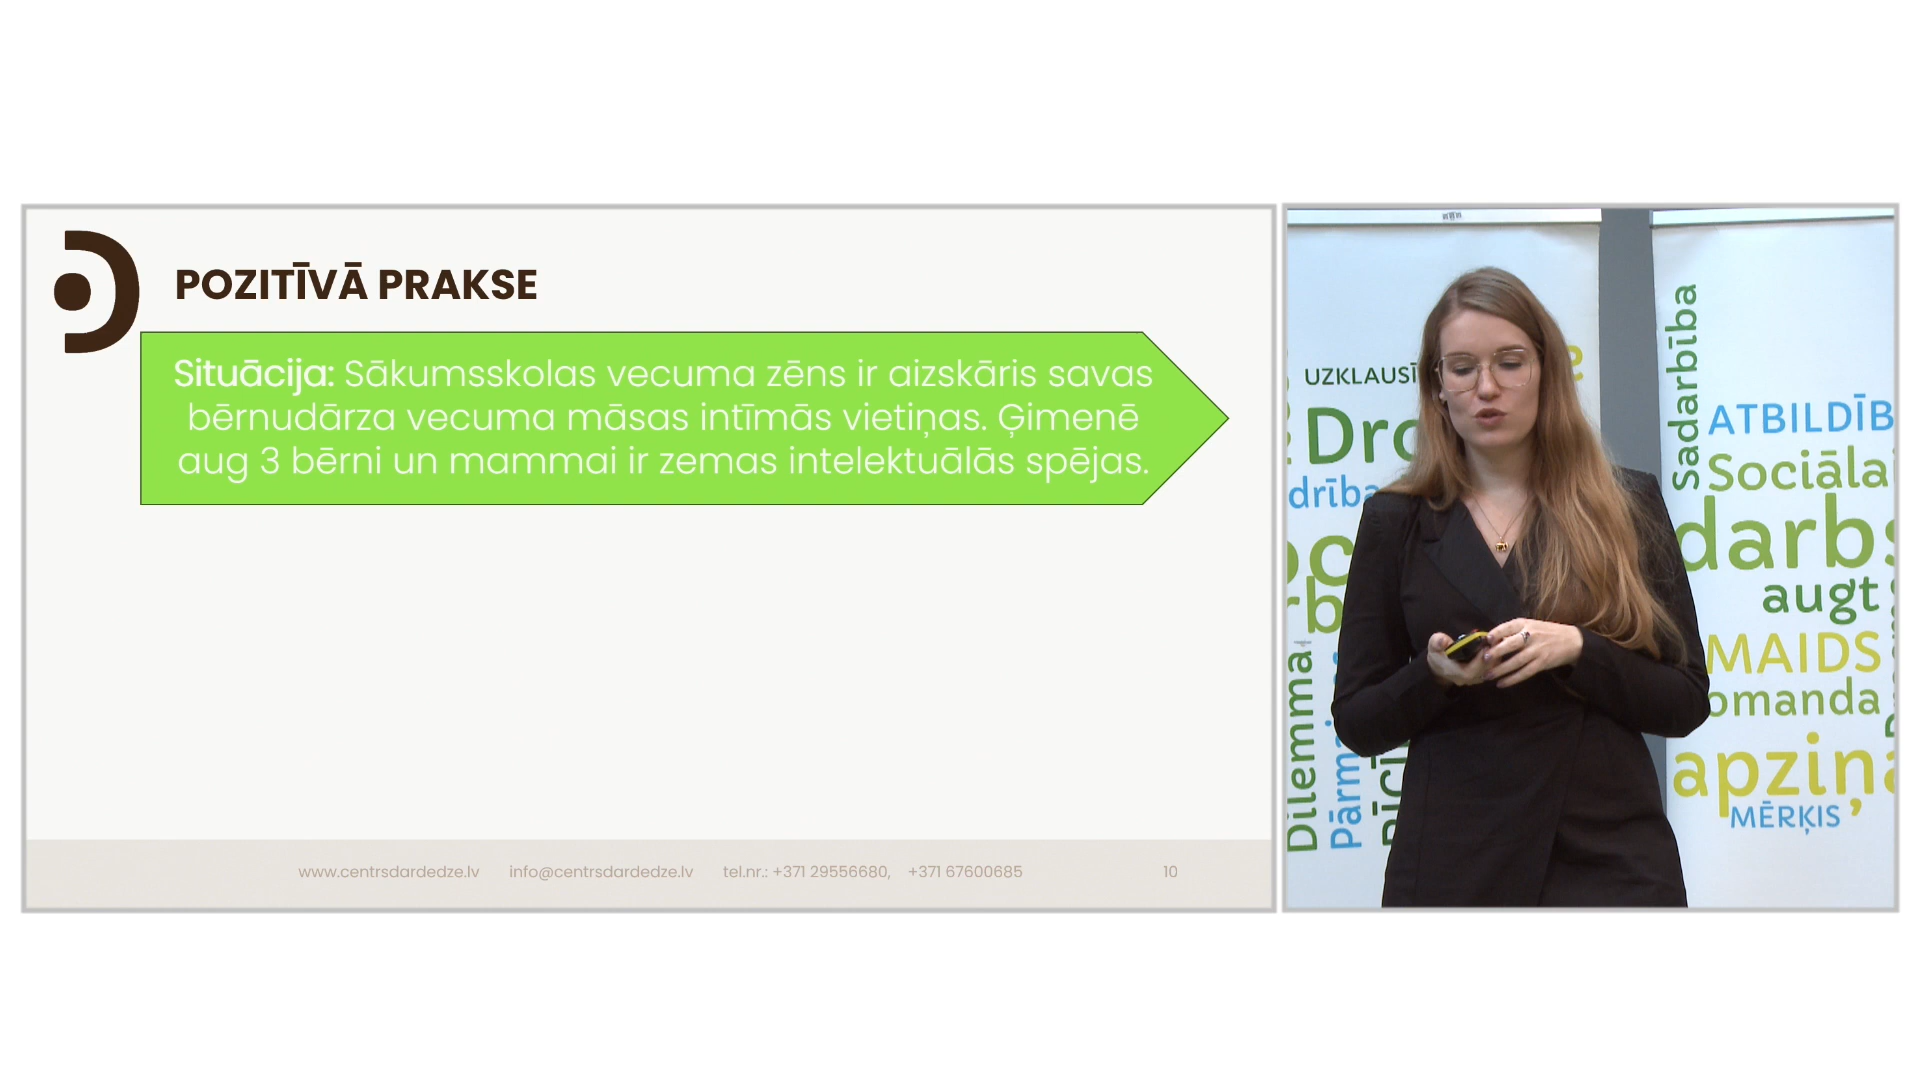 POZITĪVĀ PRAKSE
Situācija: Sākumsskolas vecuma zēns ir aizskāris savas
bērnudārza vecuma māsas intīmās vietiņas. Ģimenē
aug 3 bērni un mammai ir zemas intelektuālās spējas.
www.centrsdardedze.lv info@centrsdardedze.lv tel.nr.: +371 29556680, +371 67600685 10
UZKLAUSĪ
Dro
drība
Dilemma
Sadarbība
ATBILDĪB
Sociāla
darbs
augt
MAIDS
omanda
apziņa
MĒRĶIS